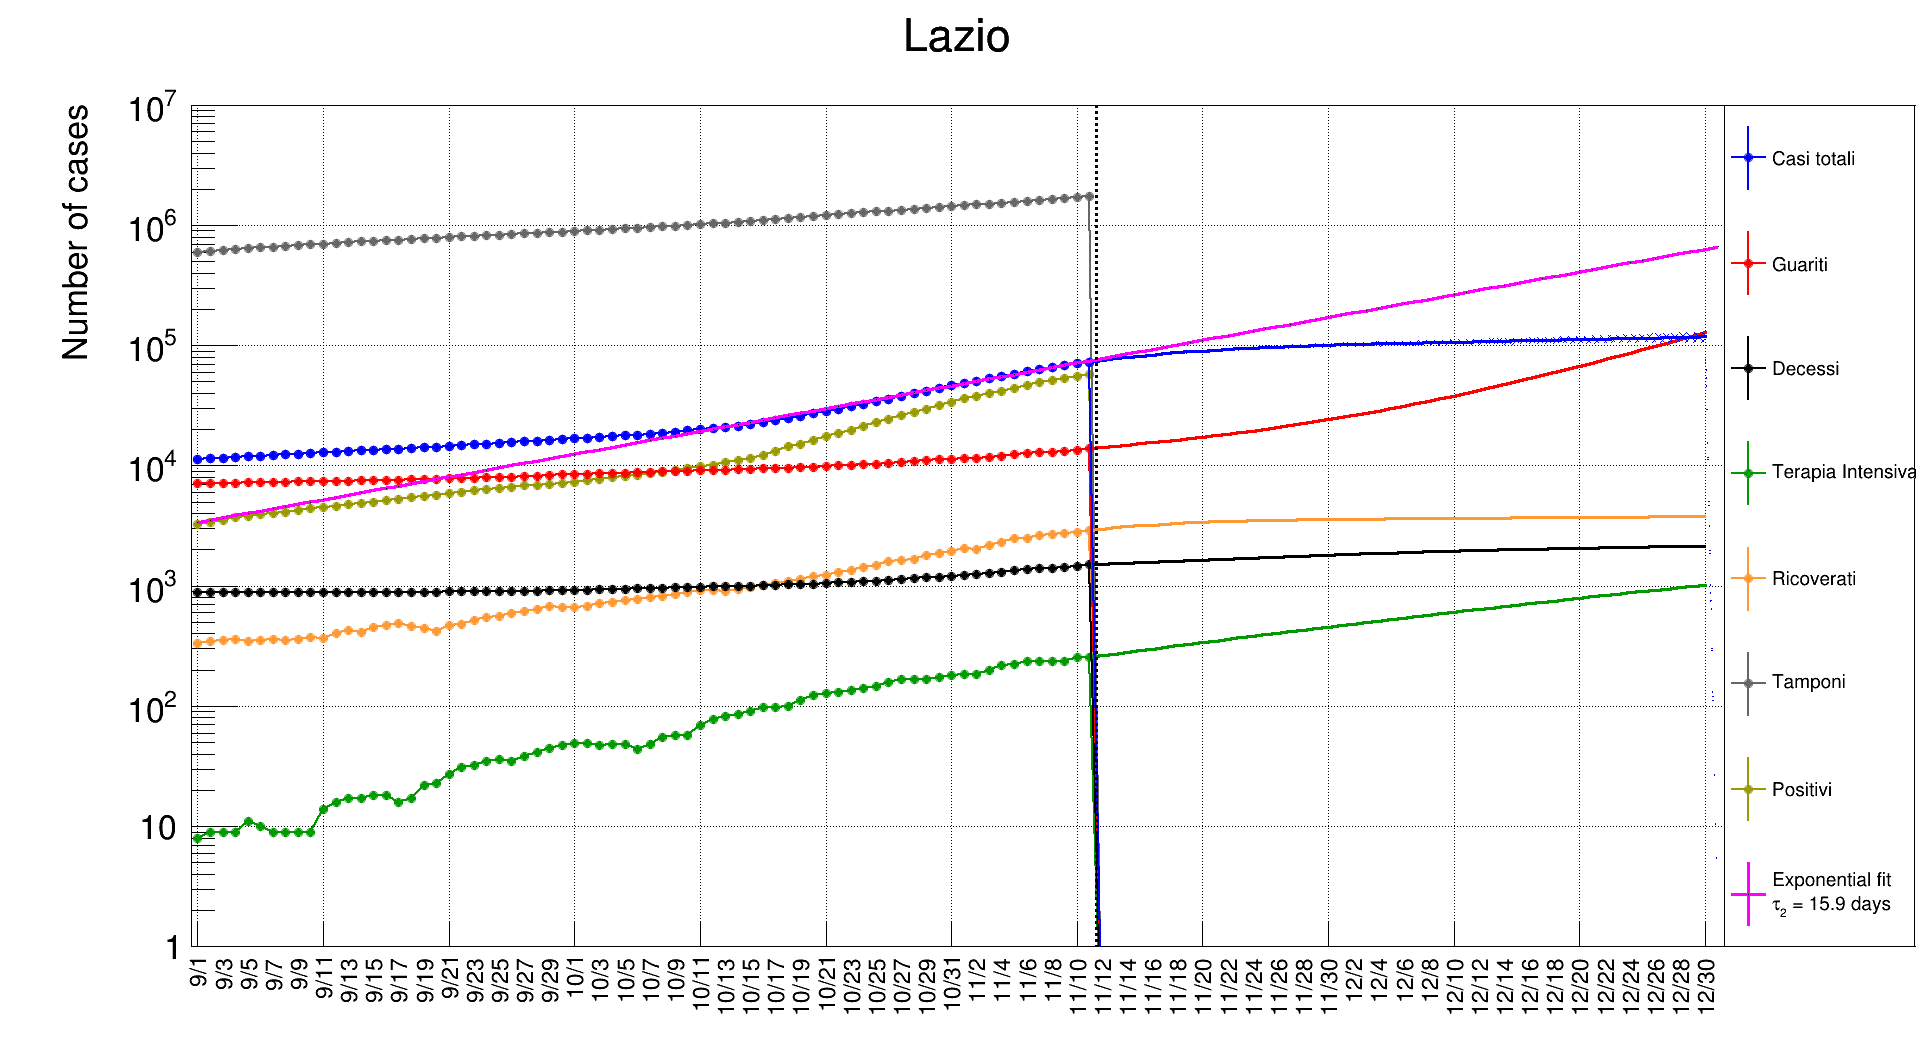 Lazio
Number of cases
10^7
10^6
10^5
10^4
10^3
10^2
10
1
9/1 9/3 9/5 9/7 9/9 9/11 9/13 9/15 9/17 9/19 9/21 9/23 9/25 9/27 9/29 10/1 10/3 10/5 10/7 10/9 10/11 10/13 10/15 10/17 10/19 10/21 10/23 10/25 10/27 10/29 10/31 11/2 11/4 11/6 11/8 11/10 11/12 11/14 11/16 11/18 11/20 11/22 11/24 11/26 11/28 11/30 12/2 12/4 12/6 12/8 12/10 12/12 12/14 12/16 12/18 12/20 12/22 12/24 12/26 12/28 12/30
Casi totali
Guariti
Decessi
Terapia Intensiva
Ricoverati
Tamponi
Positivi
Exponential fit
τ₂ = 15.9 days